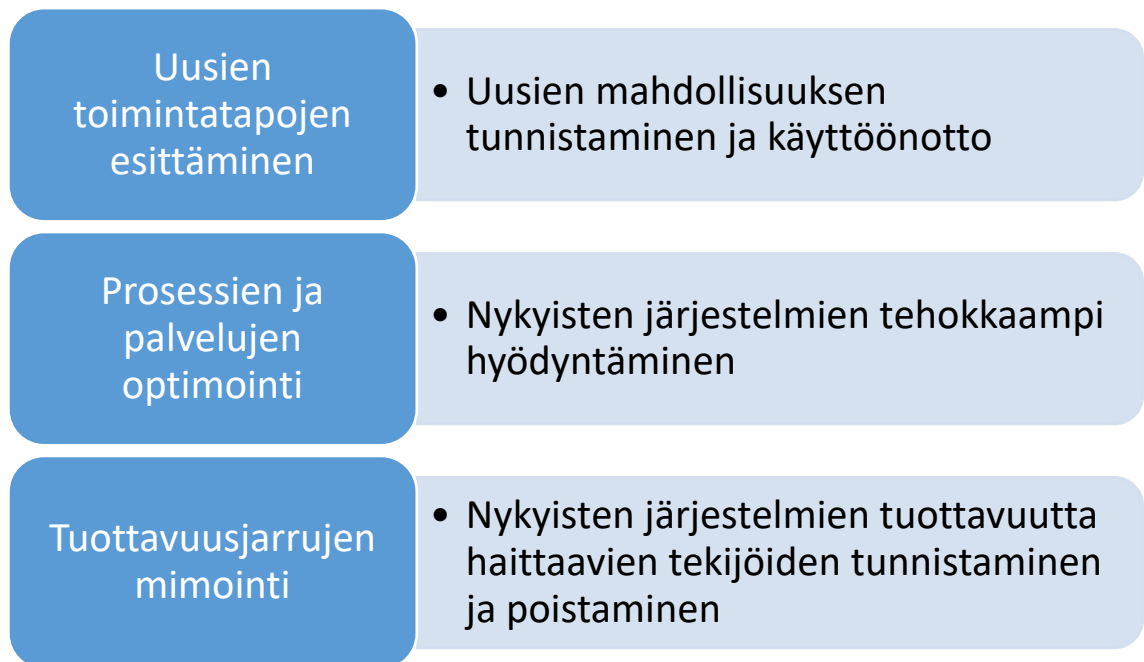 Uusien
toimintatapojen
esittäminen
• Uusien mahdollisuuksen
tunnistaminen ja käyttöönotto
Prosessien ja
palvelujen
optimointi
• Nykyisten järjestelmien tehokkaampi
hyödyntäminen
Tuottavuusjarrujen
mimointi
• Nykyisten järjestelmien tuottavuutta
haittaavien tekijöiden tunnistaminen
ja poistaminen